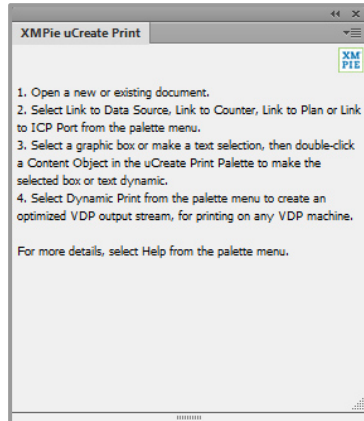 XMPie uCreate Print
XM
PIE
1. Open a new or existing document.
2. Select Link to Data Source, Link to Counter, Link to Plan or Link
to ICP Port from the palette menu.
3. Select a graphic box or make a text selection, then double-click
a Content Object in the uCreate Print Palette to make the
selected box or text dynamic.
4. Select Dynamic Print from the palette menu to create an
optimized VDP output stream, for printing on any VDP machine.
For more details, select Help from the palette menu.